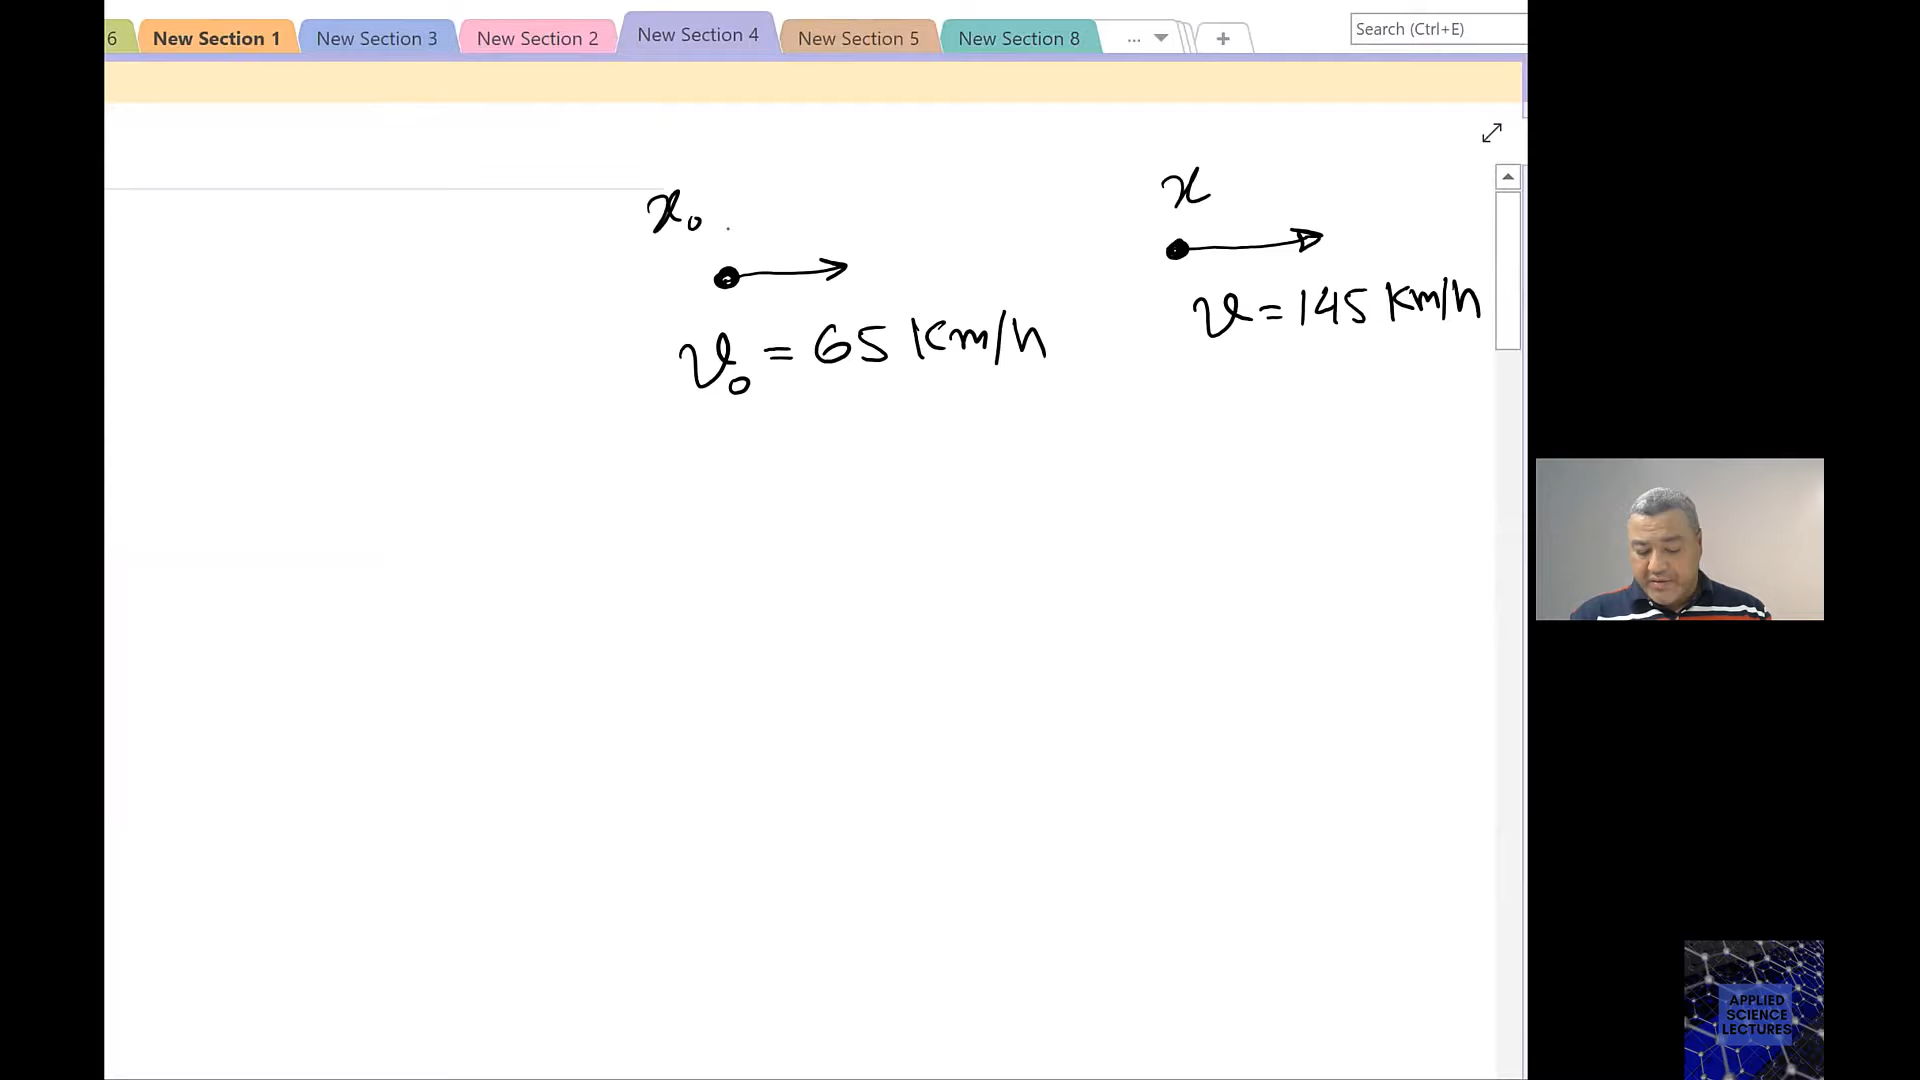 6 New Section 1 New Section 3 New Section 2 New Section 4 New Section 5 New Section 8 ... + Search (Ctrl+E)
x₀ x
v₀ = 65 Km/h v = 145 Km/h
APPLIED
SCIENCE
LECTURES